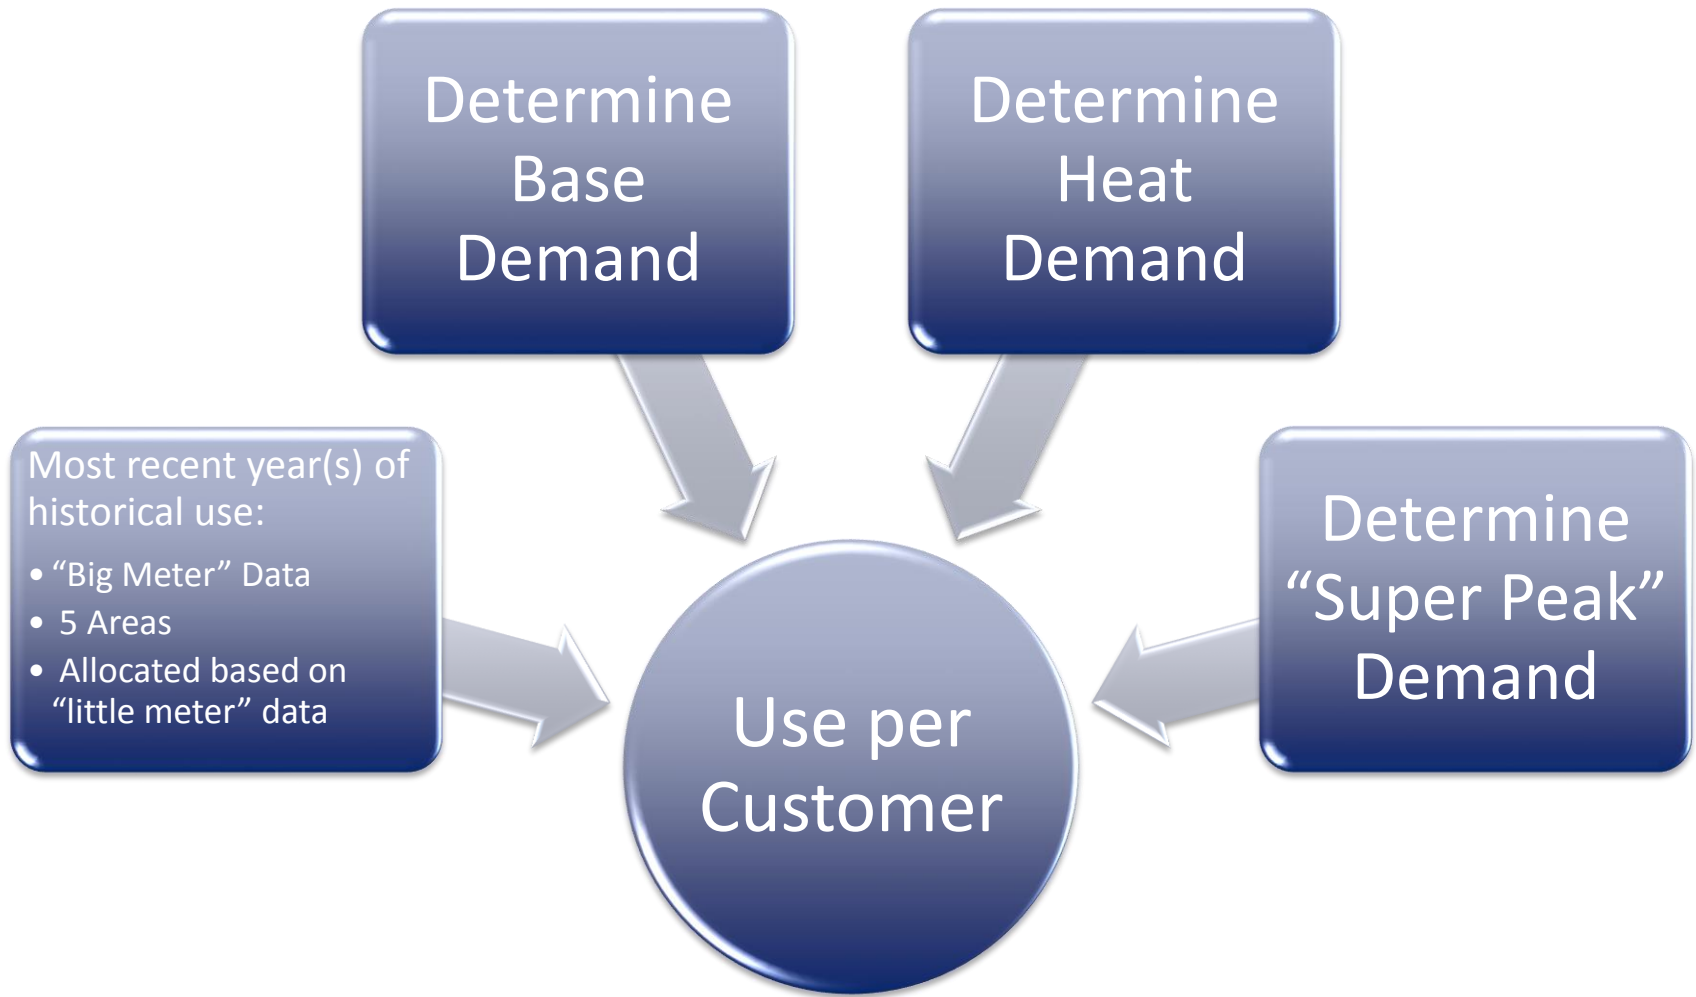 Determine
Base
Demand
Determine
Heat
Demand
Most recent year(s) of
historical use:
• “Big Meter” Data
• 5 Areas
• Allocated based on
“little meter” data
Determine
“Super Peak”
Demand
Use per
Customer